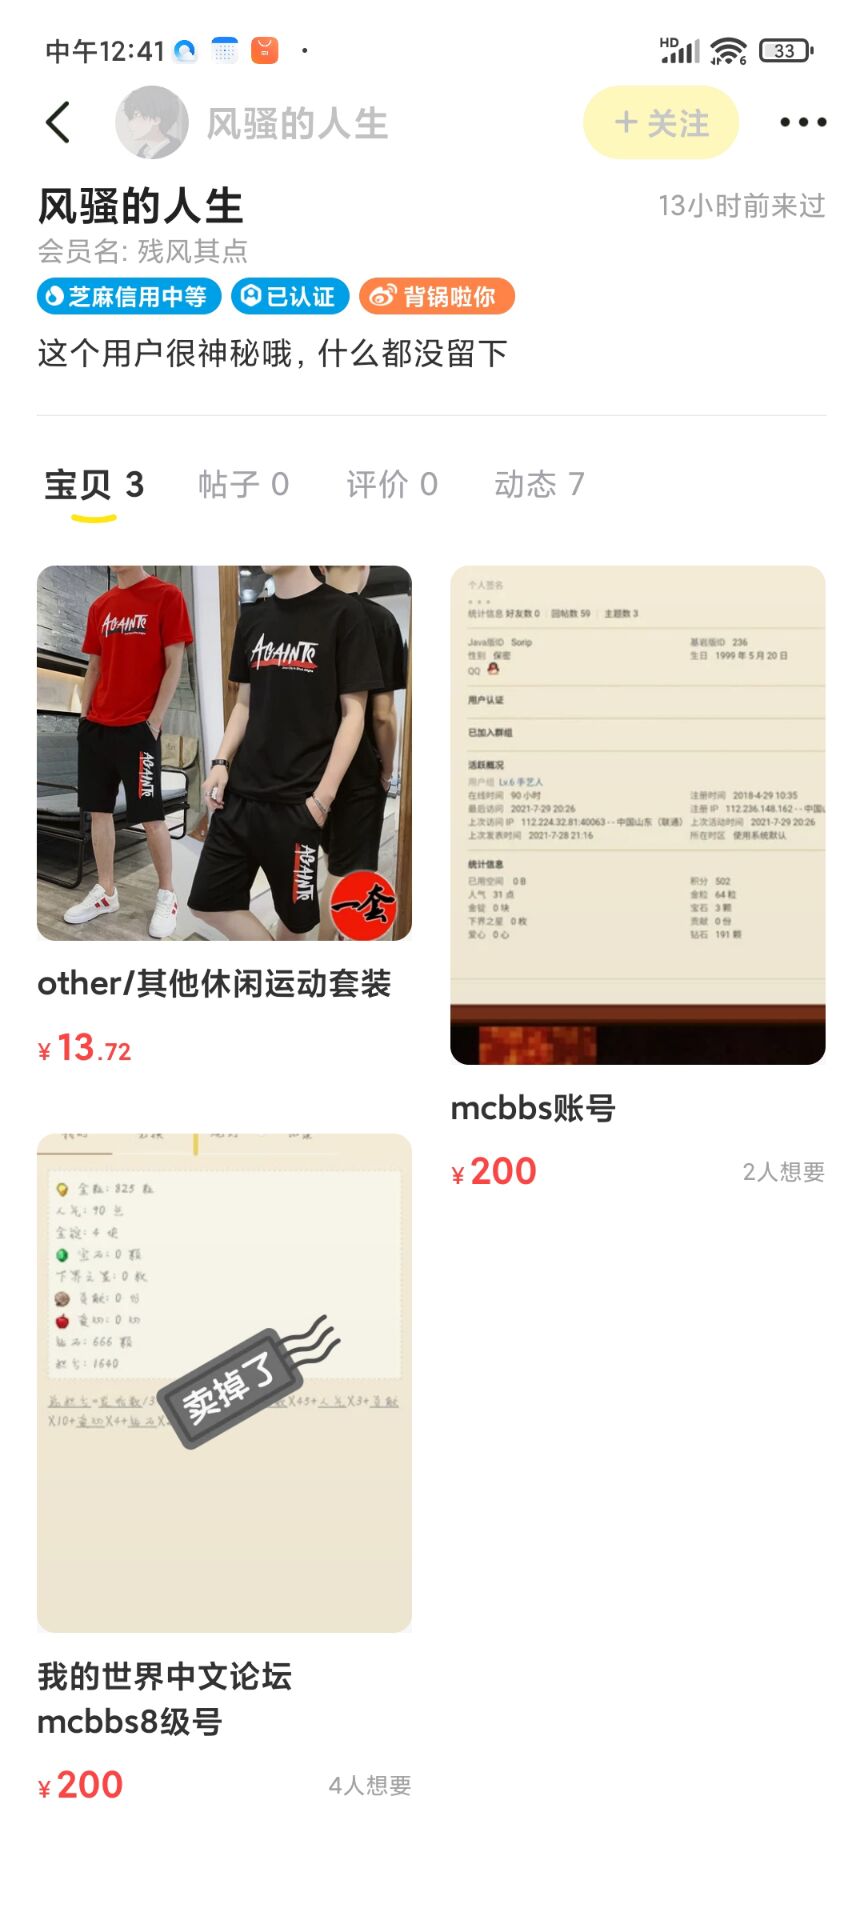 中午12:41
HD
6
33
风骚的人生
+ 关注
风骚的人生
13小时前来过
会员名: 残风其点
芝麻信用中等
已认证
背锅啦你
这个用户很神秘哦，什么都没留下
宝贝 3
帖子 0
评价 0
动态 7
AGAINTS
AGAINTS
AGAINTS
AGAINTS
一套
other/其他休闲运动套装
¥13.72
个人签名
统计信息 好友数 0 | 回帖数 59 | 主题数 3
Java版ID Sorip
基岩版ID 236
性别 保密
生日 1999 年 5 月 20 日
QQ
用户认证
已加入群组
活跃概况
用户组 Lv.6 手艺人
在线时间 90 小时
注册时间 2018-4-29 10:35
最后访问 2021-7-29 20:26
注册 IP 112.236.148.162 - - 中国
上次访问 IP 112.224.32.81:40063 - - 中国山东（联通）
上次活动时间 2021-7-29 20:26
上次发表时间 2021-7-28 21:16
所在时区 使用系统默认
统计信息
已用空间 0 B
积分 502
人气 31 点
金粒 64 粒
金锭 0 块
宝石 3 颗
下界之星 0 枚
贡献 0 份
爱心 0 心
钻石 191 颗
mcbbs账号
¥200
2人想要
金粒: 825 粒
人气: 90 点
金锭: 4 块
宝石: 0 颗
下界之星: 0 枚
贡献: 0 份
爱心: 0 心
钻石: 666 颗
积分: 1640
卖掉了
我的世界中文论坛
mcbbs8级号
¥200
4人想要